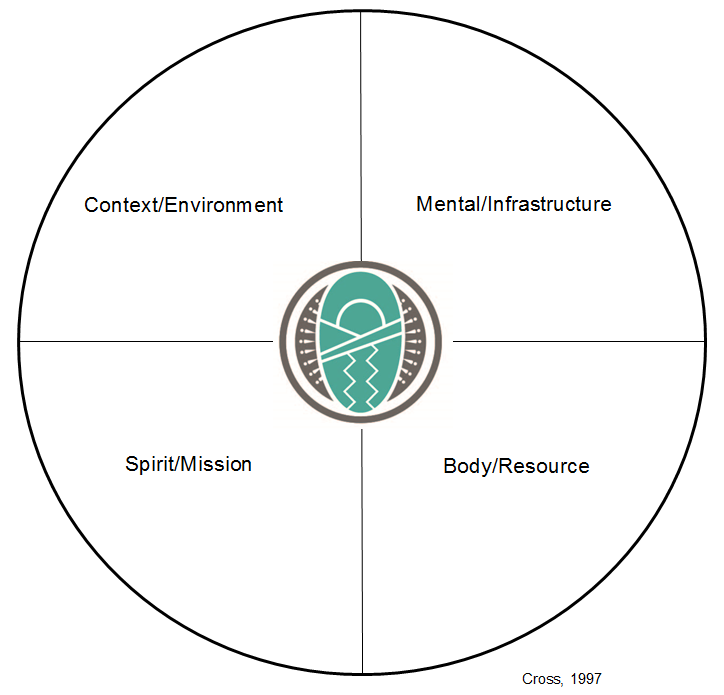 Context/Environment
Mental/Infrastructure
Spirit/Mission
Body/Resource
Cross, 1997